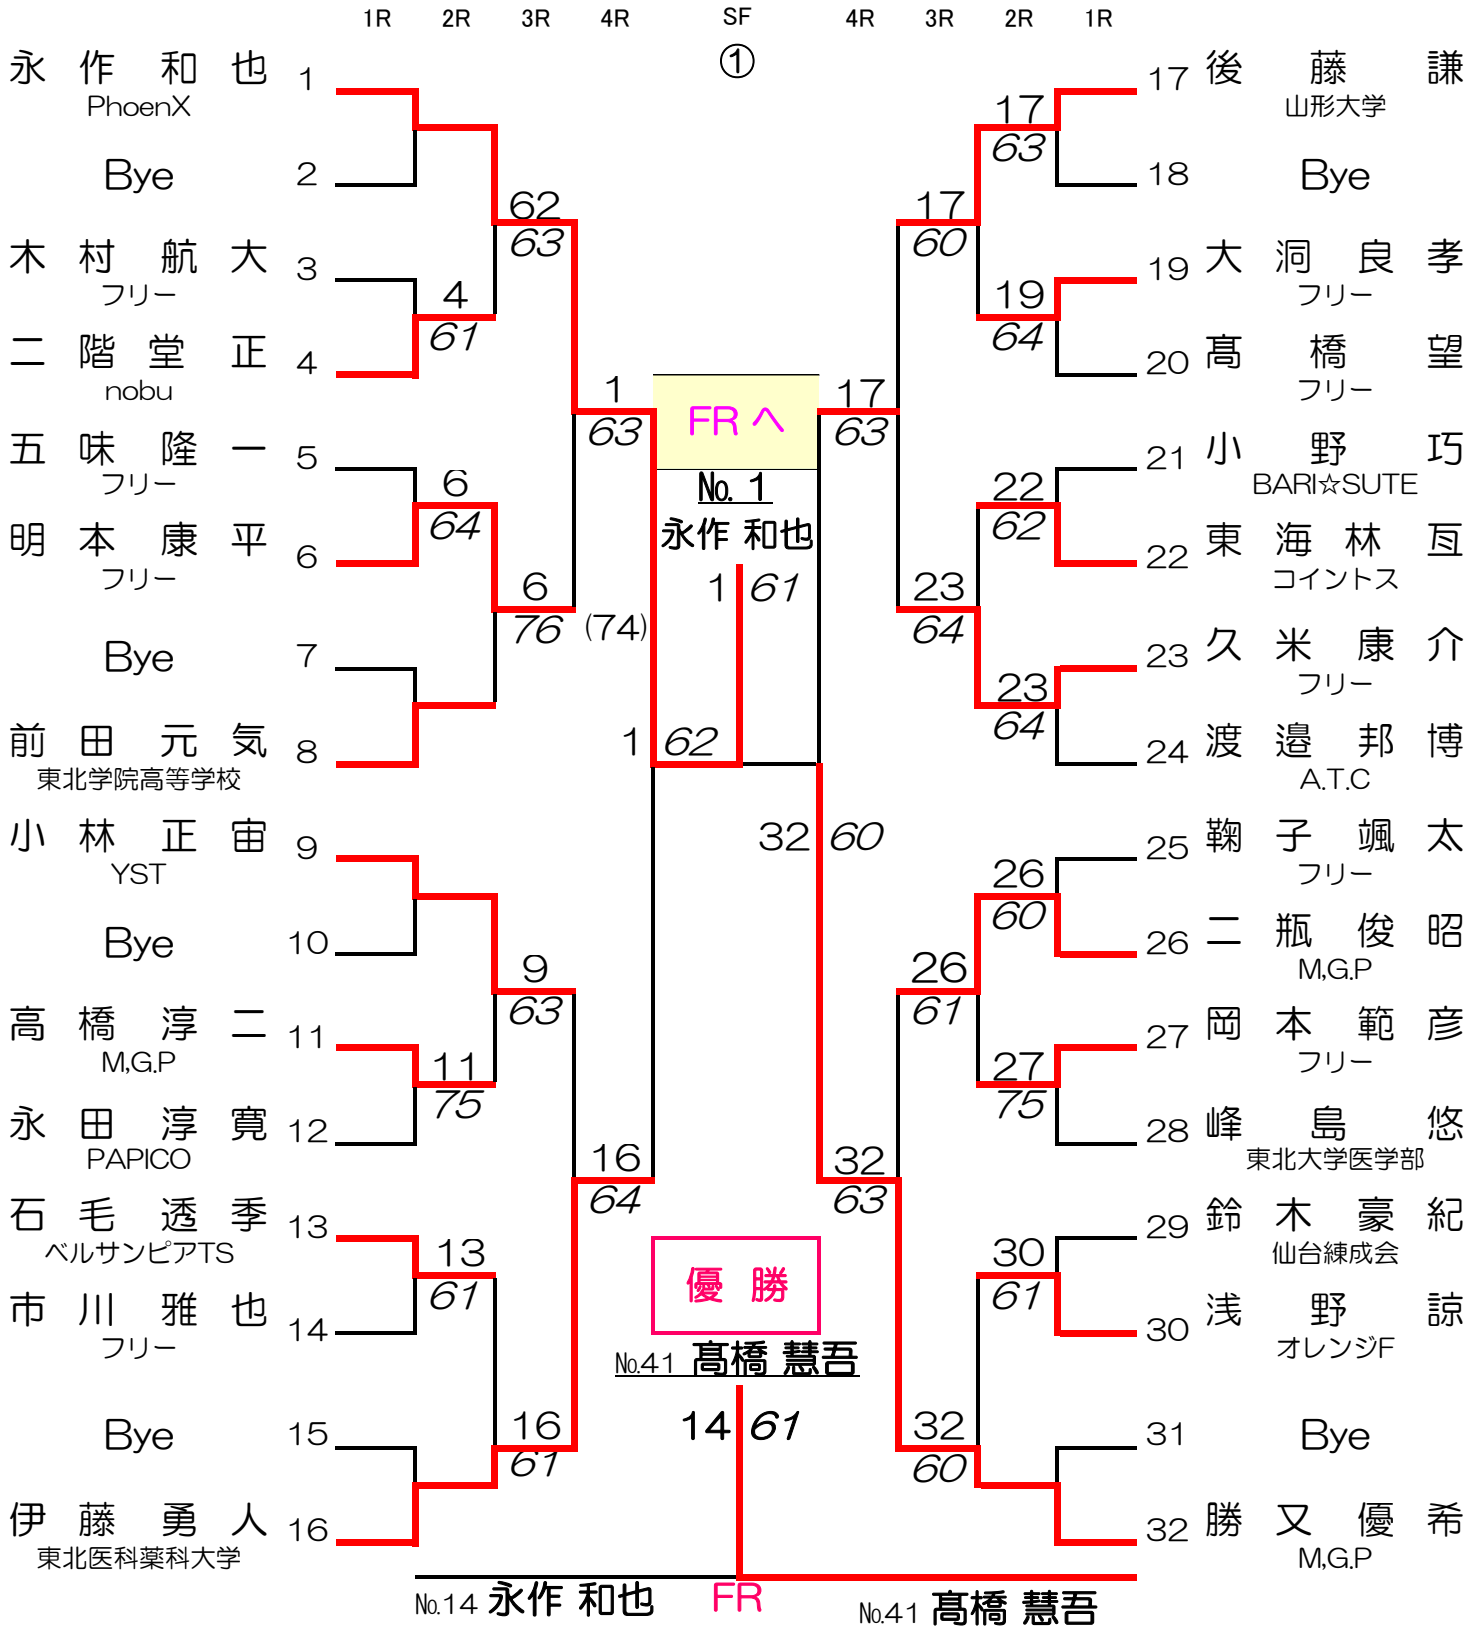 1R 2R 3R 4R SF 4R 3R 2R 1R
①
永作和也 1
PhoenX
Bye 2
木村航大 3
フリー
二階堂正 4
nobu
五味隆一 5
フリー
明本康平 6
フリー
Bye 7
前田元気 8
東北学院高等学校
小林正宙 9
YST
Bye 10
高橋淳二 11
M,G.P
永田淳寛 12
PAPICO
石毛透季 13
ベルサンピアTS
市川雅也 14
フリー
Bye 15
伊藤勇人 16
東北医科薬科大学
4
61
6
64
11
75
13
61
62
63
6
76 (74)
9
63
16
61
1
63
16
64
FRへ
No. 1
永作 和也
1 61
1 62
32 60
優勝
No.41 髙橋 慧吾
14 61
No.14 永作 和也 FR No.41 髙橋 慧吾
17
63
32
63
17
60
23
64
26
61
32
60
17
63
19
64
22
62
23
64
26
60
27
75
30
61
17 後藤謙
山形大学
18 Bye
19 大洞良孝
フリー
20 髙橋望
フリー
21 小野巧
BARI☆SUTE
22 東海林亙
コイントス
23 久米康介
フリー
24 渡邉邦博
A.T.C
25 鞠子颯太
フリー
26 二瓶俊昭
M,G.P
27 岡本範彦
フリー
28 峰島悠
東北大学医学部
29 鈴木豪紀
仙台練成会
30 浅野諒
オレンジF
31 Bye
32 勝又優希
M,G.P